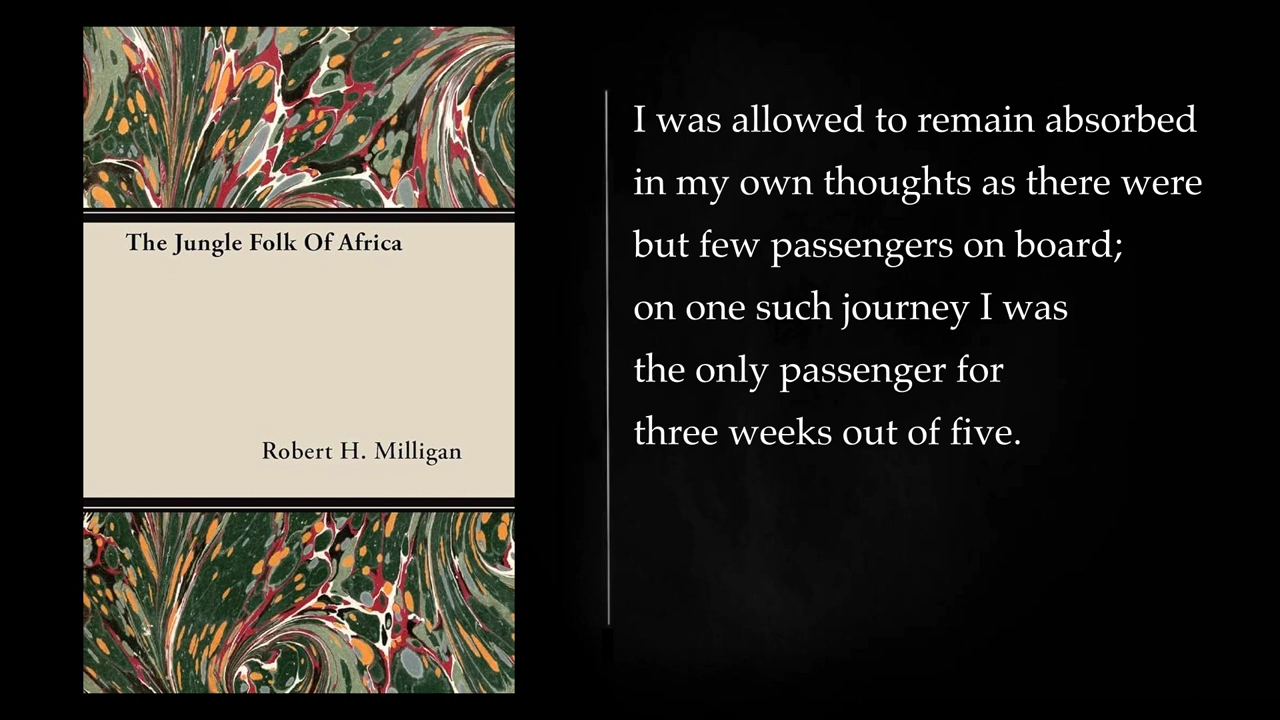 The Jungle Folk Of Africa
Robert H. Milligan
I was allowed to remain absorbed
in my own thoughts as there were
but few passengers on board;
on one such journey I was
the only passenger for
three weeks out of five.